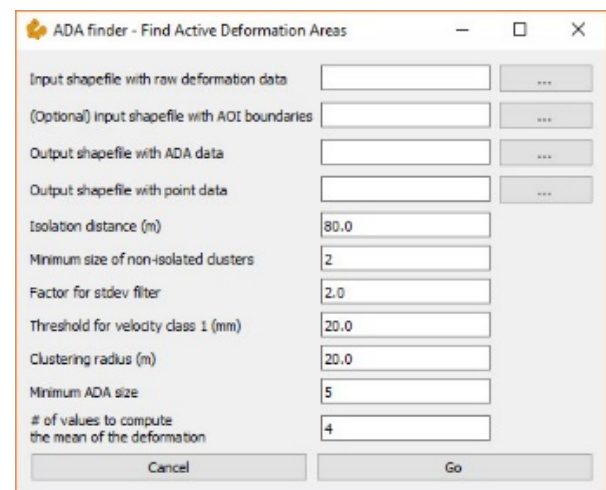 ADA finder - Find Active Deformation Areas
Input shapefile with raw deformation data ...
(Optional) input shapefile with AOI boundaries ...
Output shapefile with ADA data ...
Output shapefile with point data ...
Isolation distance (m) 80.0
Minimum size of non-isolated clusters 2
Factor for stdev filter 2.0
Threshold for velocity class 1 (mm) 20.0
Clustering radius (m) 20.0
Minimum ADA size 5
# of values to compute
the mean of the deformation 4
Cancel Go